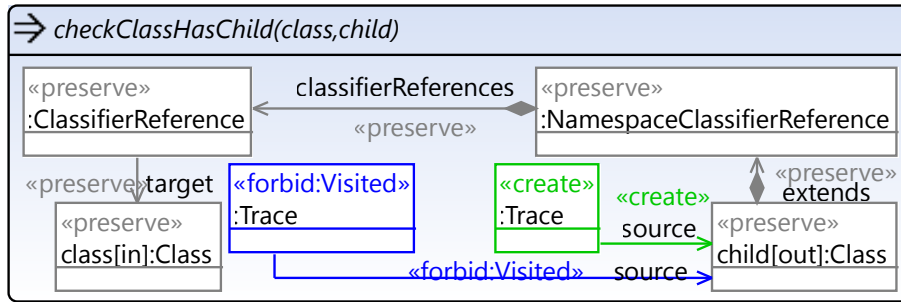 checkClassHasChild(class,child)
«preserve»
:ClassifierReference
classifierReferences
«preserve»
«preserve»
:NamespaceClassifierReference
«preserve»
target
«forbid:Visited»
:Trace
«create»
:Trace
«create»
source
«preserve»
extends
«preserve»
class[in]:Class
«preserve»
child[out]:Class
«forbid:Visited»
source